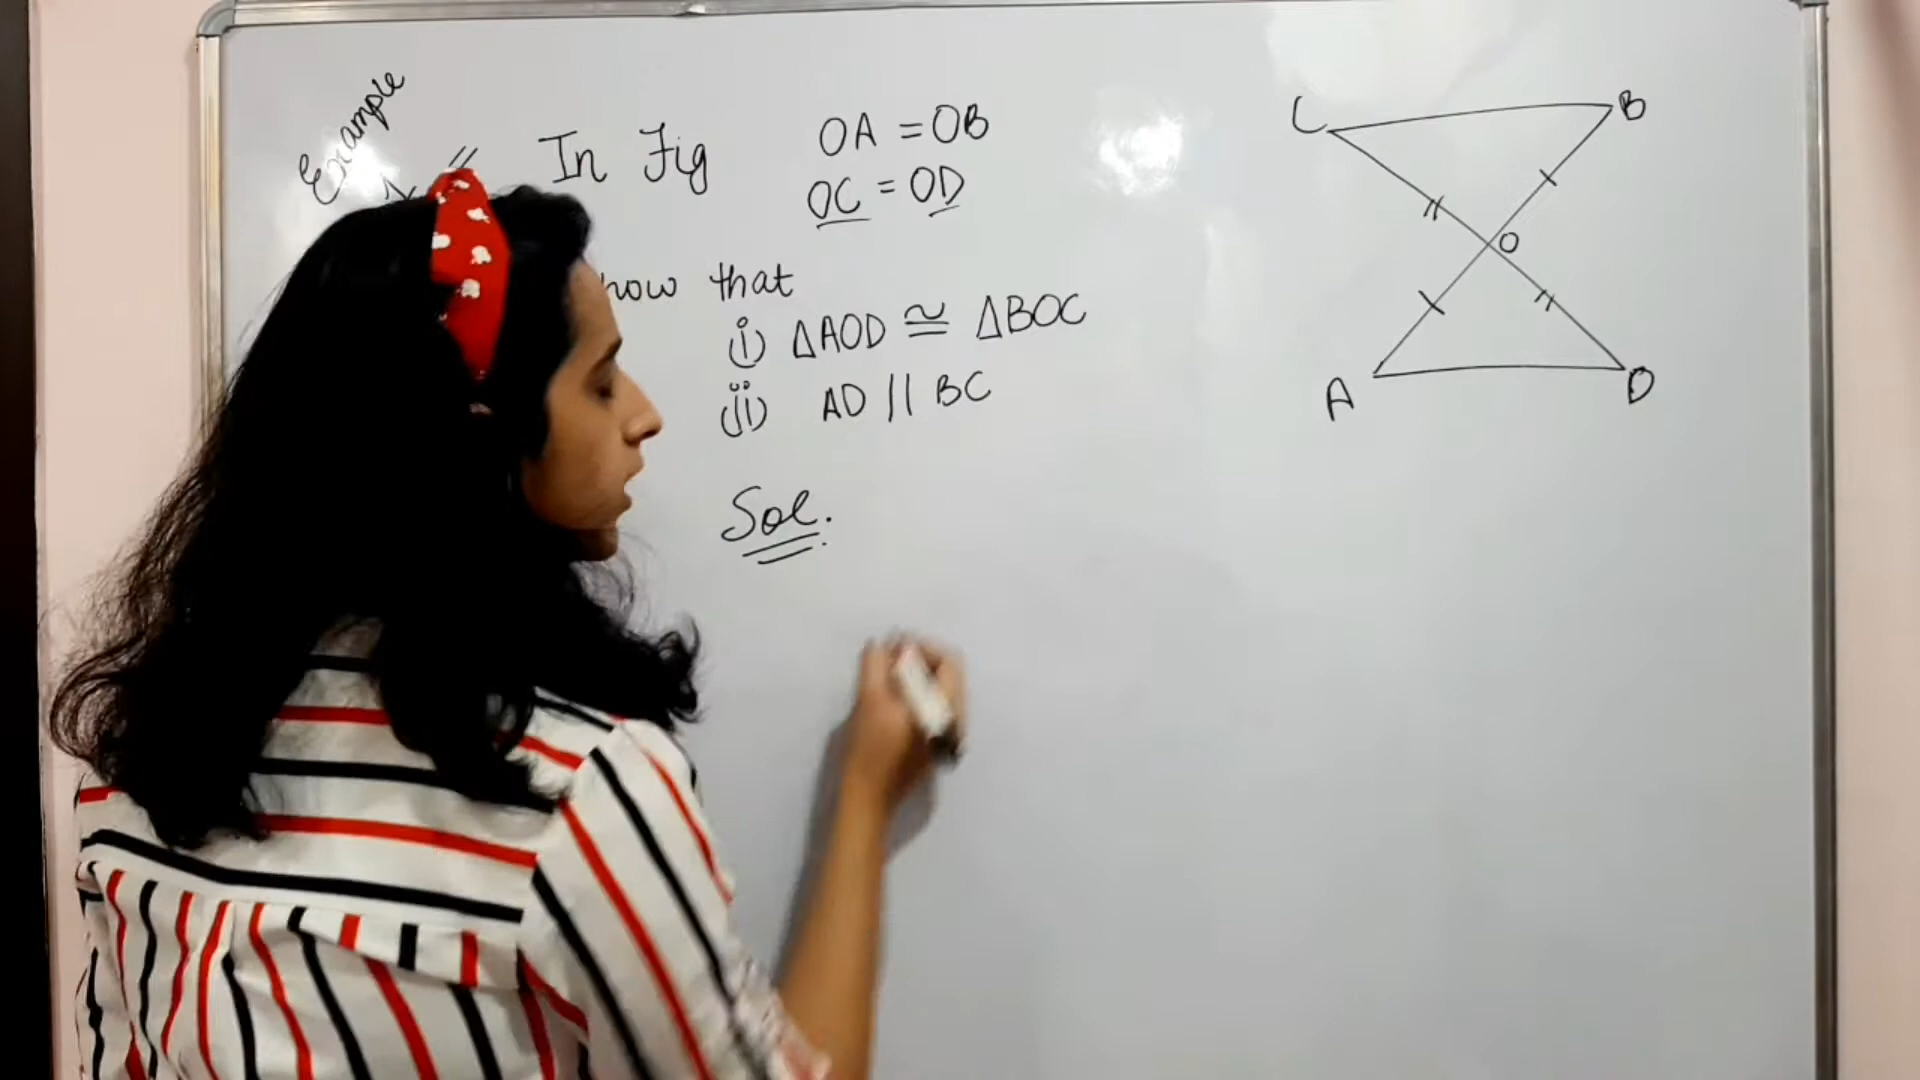 Example
In Fig OA = OB
OC = OD
how that
(i) ΔAOD ≅ ΔBOC
(ii) AD || BC
Sol.
C B
O
A D